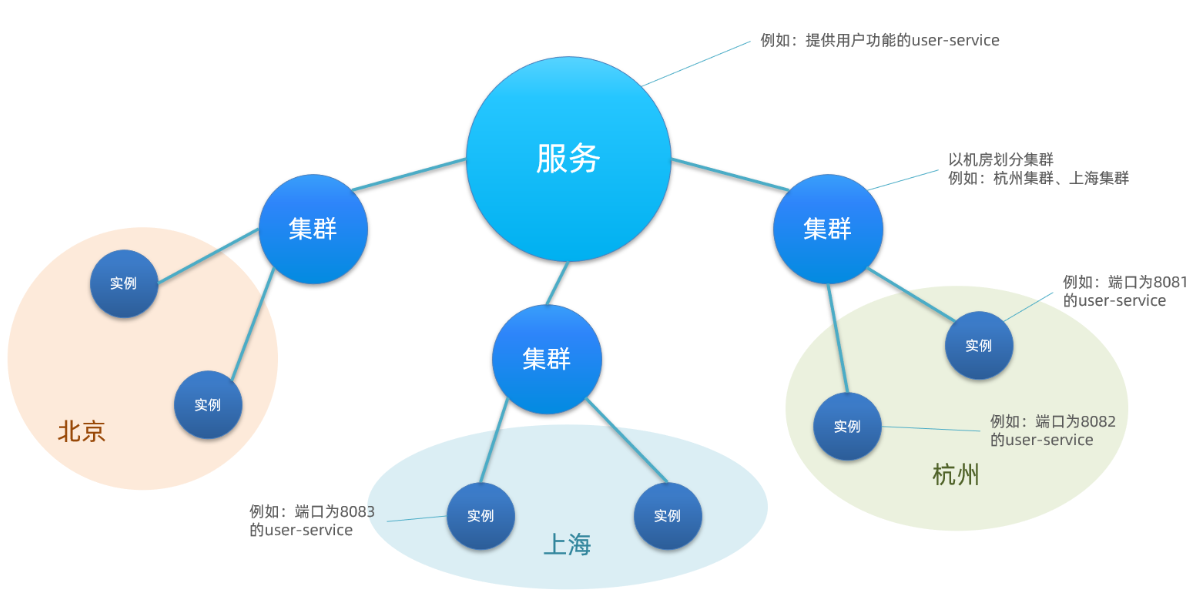 例如：提供用户功能的user-service
服务
以机房划分集群
例如：杭州集群、上海集群
集群
集群
例如：端口为8081
的user-service
实例
实例
集群
实例
例如：端口为8082
的user-service
实例
北京
杭州
例如：端口为8083
的user-service
实例
实例
上海